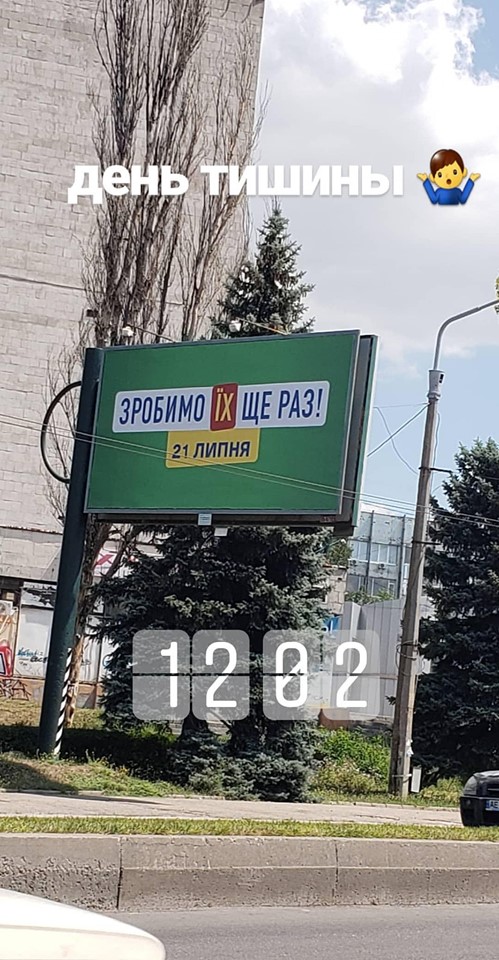 день тишины 🤷‍♂️
ЗРОБИМО ЇХ ЩЕ РАЗ!
21 ЛИПНЯ
12 02